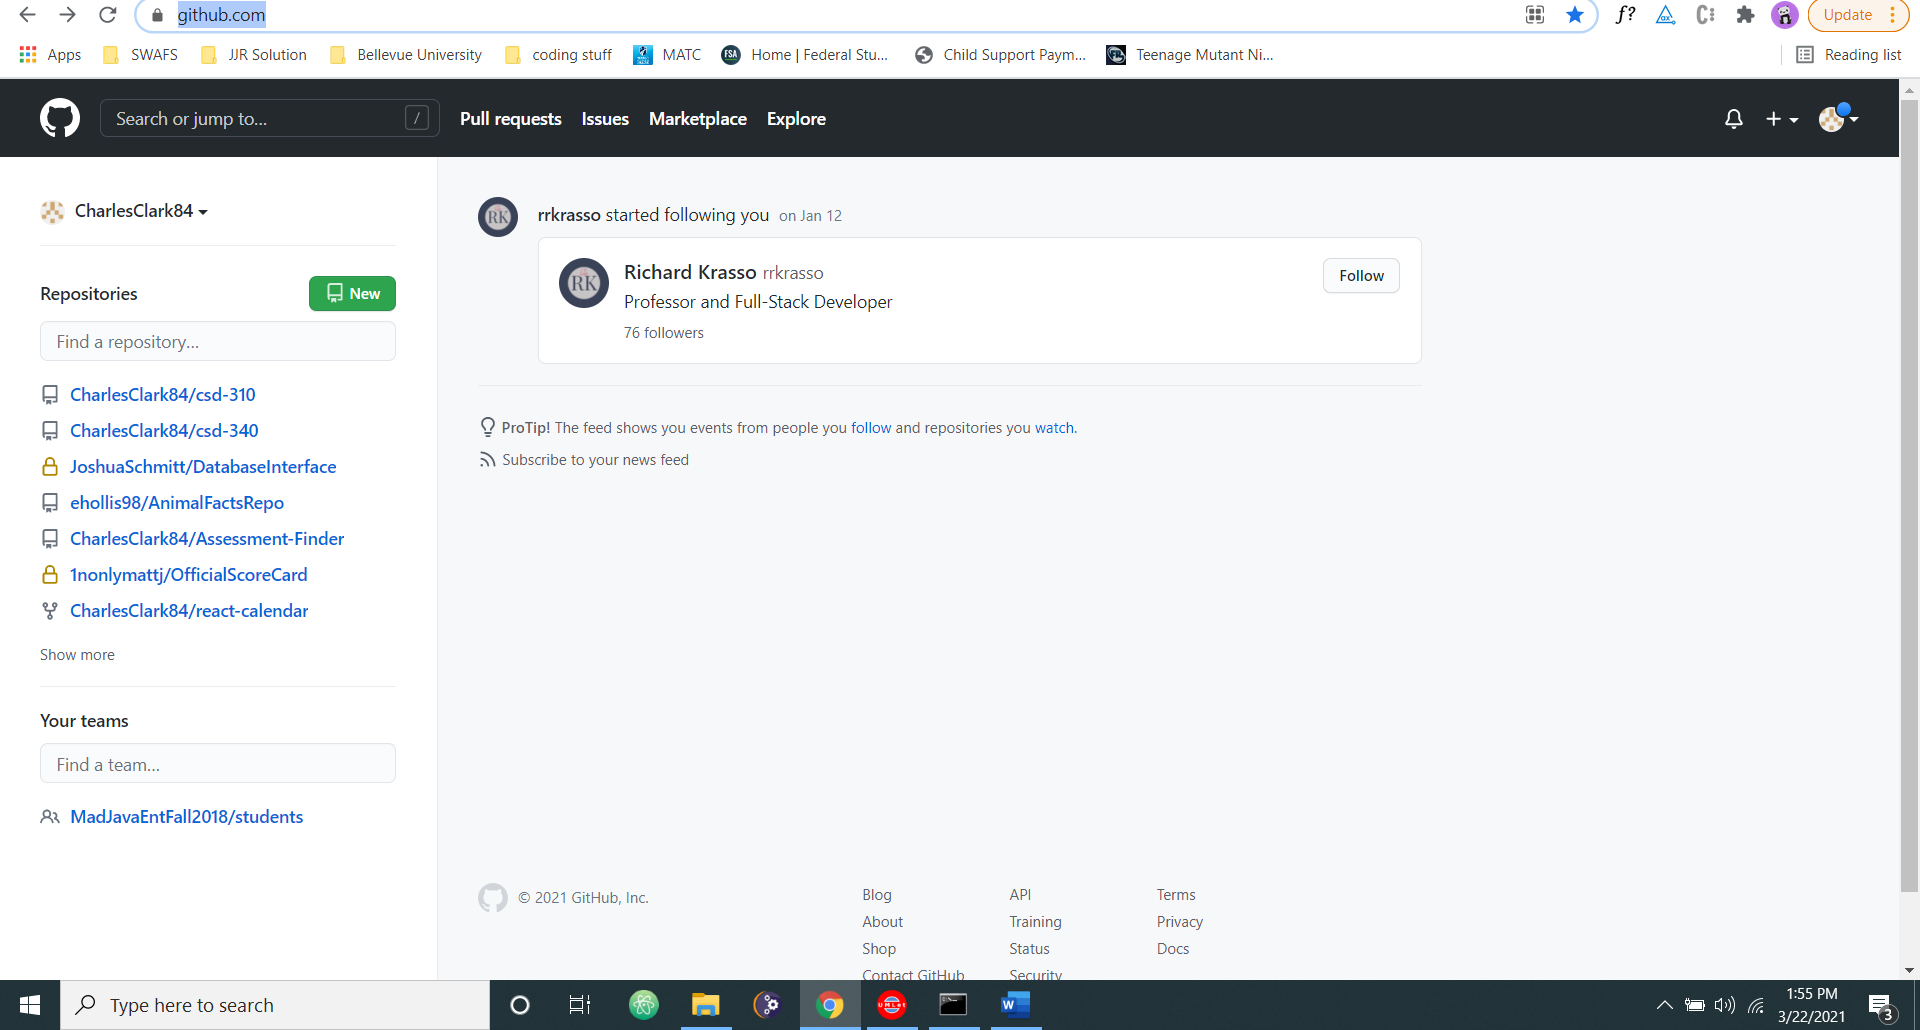 github.com
f?
Update
Apps
SWAFS
JJR Solution
Bellevue University
coding stuff
MATC
FSA
Home | Federal Stu...
Child Support Paym...
Teenage Mutant Ni...
Reading list
Search or jump to...
/
Pull requests
Issues
Marketplace
Explore
CharlesClark84
Repositories
New
Find a repository...
CharlesClark84/csd-310
CharlesClark84/csd-340
JoshuaSchmitt/DatabaseInterface
ehollis98/AnimalFactsRepo
CharlesClark84/Assessment-Finder
1nonlymattj/OfficialScoreCard
CharlesClark84/react-calendar
Show more
Your teams
Find a team...
MadJavaEntFall2018/students
RK
rrkrasso started following you on Jan 12
RK
Richard Krasso rrkrasso
Professor and Full-Stack Developer
76 followers
Follow
ProTip! The feed shows you events from people you follow and repositories you watch.
Subscribe to your news feed
© 2021 GitHub, Inc.
Blog
About
Shop
Contact GitHub
API
Training
Status
Security
Terms
Privacy
Docs
Type here to search
UMLet
W
1:55 PM
3/22/2021
3